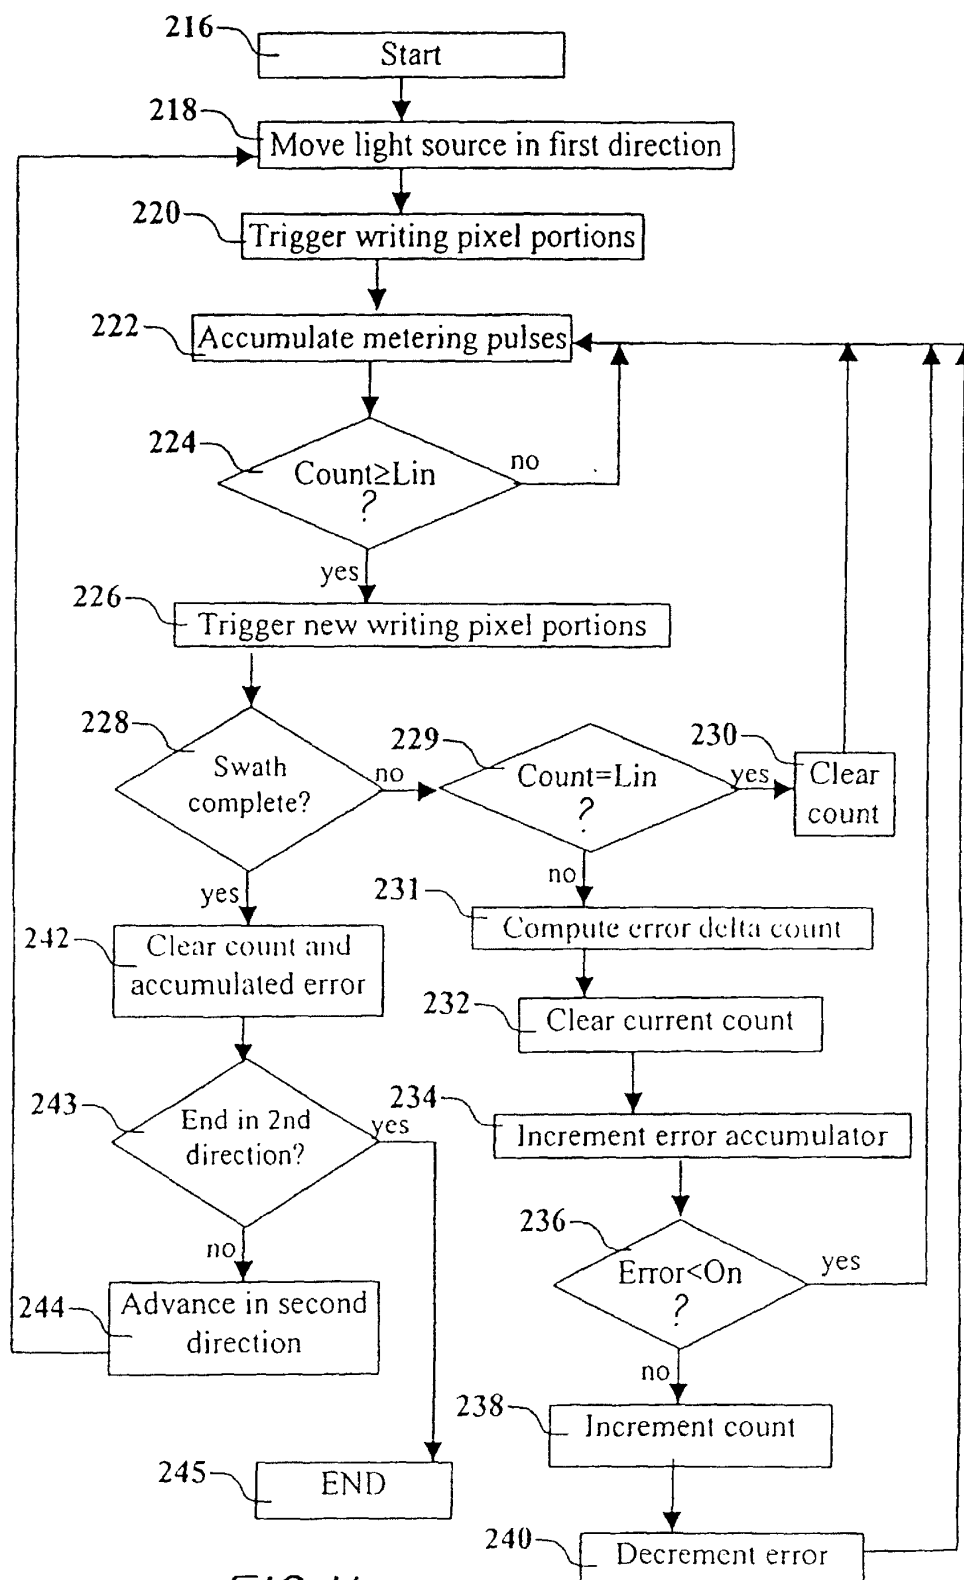 216
Start
218
Move light source in first direction
220
Trigger writing pixel portions
222
Accumulate metering pulses
224
Count≥Lin
?
no
yes
226
Trigger new writing pixel portions
228
Swath
complete?
no
229
Count=Lin
?
yes
230
Clear
count
no
yes
231
Compute error delta count
242
Clear count and
accumulated error
232
Clear current count
243
End in 2nd
direction?
yes
234
Increment error accumulator
236
Error<On
?
yes
no
244
Advance in second
direction
no
238
Increment count
245
END
240
Decrement error